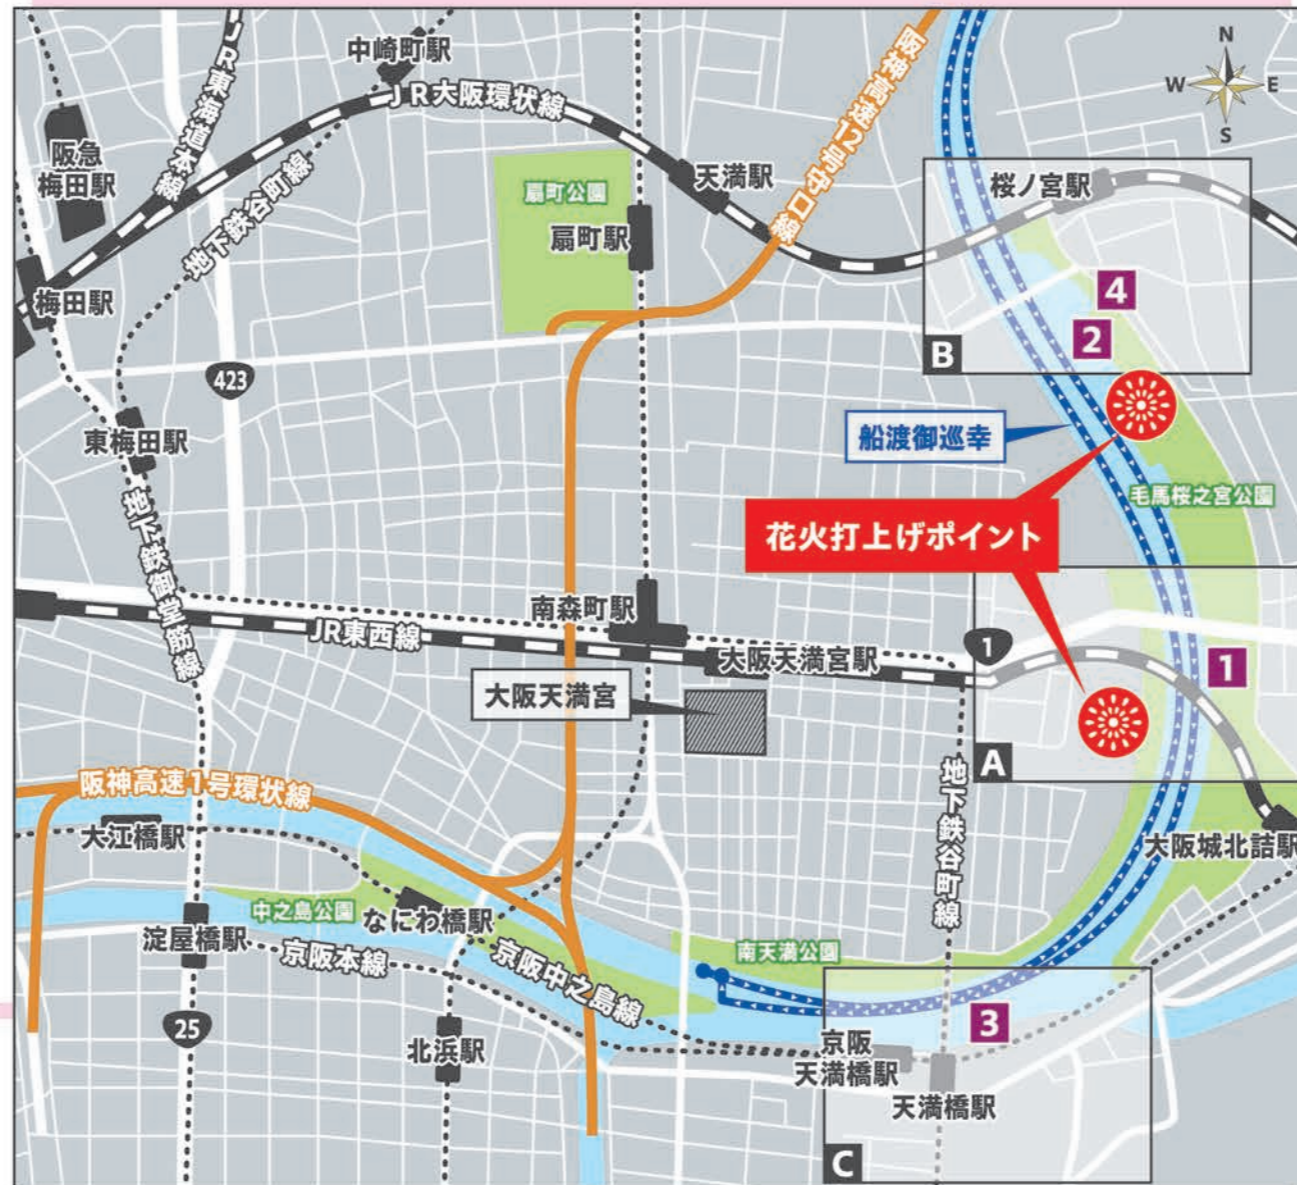 N
W
E
S
中崎町駅
JR東海道本線
JR大阪環状線
阪神高速12号守口線
阪急
梅田駅
地下鉄谷町線
扇町公園
天満駅
桜ノ宮駅
扇町駅
梅田駅
4
2
B
423
東梅田駅
船渡御巡幸
毛馬桜之宮公園
花火打上げポイント
地下鉄御堂筋線
南森町駅
JR東西線
大阪天満宮駅
1
1
大阪天満宮
A
阪神高速1号環状線
地下鉄谷町線
大江橋駅
大阪城北詰駅
中之島公園
なにわ橋駅
淀屋橋駅
京阪本線
京阪中之島線
南天満公園
25
北浜駅
3
京阪
天満橋駅
天満橋駅
C